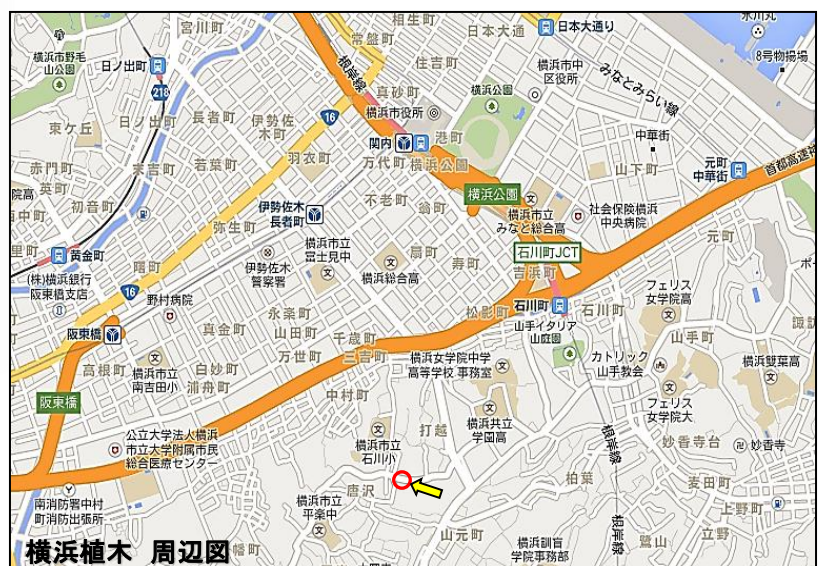 宮川町
相生町
常盤町
日本大通
日本大通り
氷川丸
横浜市野毛
山公園
日ノ出町
218
根岸線
住吉町
真砂町
横浜市役所
横浜公園
横浜市中
区役所
みなとみらい線
8号物揚場
東ケ丘
日ノ出町
長者町
伊勢佐
木町
16
羽衣町
関内
港町
万代町
横浜公園
中華街
元町
中華街
首都高速神
赤門町
末吉町
若葉町
山下町
院高
英町
初音町
不老町
翁町
横浜公園
伊勢佐木
長者町
弥生町
横浜市立
みなと総合高
社会保険横浜
中央病院
黄金町
曙町
横浜市立
冨士見中
扇町
寿町
石川町JCT
吉浜町
元町
(株)横浜銀行
阪東橋支店
16
伊勢佐木
警察署
横浜総合高
フェリス
女学院高
野村病院
永楽町
松影町
石川町
石川町
阪東橋
真金町
山田町
千歳町
山手イタリア
山庭園
山手町
高根町
横浜市立
南吉田小
白妙町
万世町
三吉町
横浜女学院中学
高等学校 事務室
カトリック
山手教会
横浜雙葉高
浦舟町
中村町
阪東橋
フェリス
女学院大
公立大学法人横浜
市立大学附属市民
総合医療センター
横浜市立
石川小
打越
横浜共立
学園高
根岸線
妙香寺台
妙香寺
唐沢
柏葉
麦田町
南消防署中村
町消防出張所
横浜市立
平楽中
上野町
山元町
横浜訓盲
学院事務部
根岸線
鷺山
立野
横浜植木 周辺図